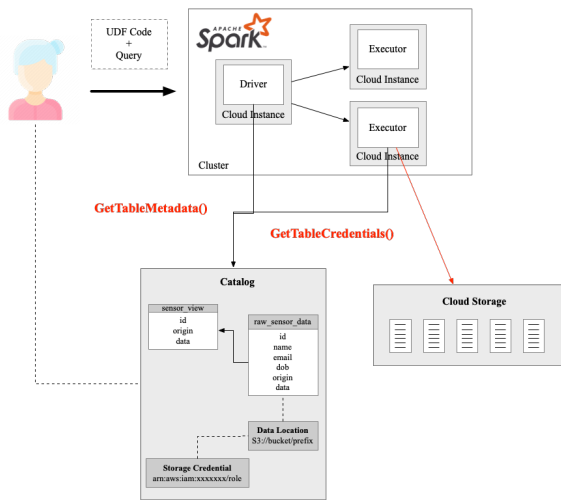 UDF Code
+
Query
APACHE
Spark
Driver
Cloud Instance
Executor
Cloud Instance
Executor
Cloud Instance
Cluster
GetTableMetadata()
GetTableCredentials()
Catalog
sensor_view
id
origin
data
raw_sensor_data
id
name
email
dob
origin
data
Data Location
S3://bucket/prefix
Storage Credential
arn:aws:iam:xxxxxxx/role
Cloud Storage